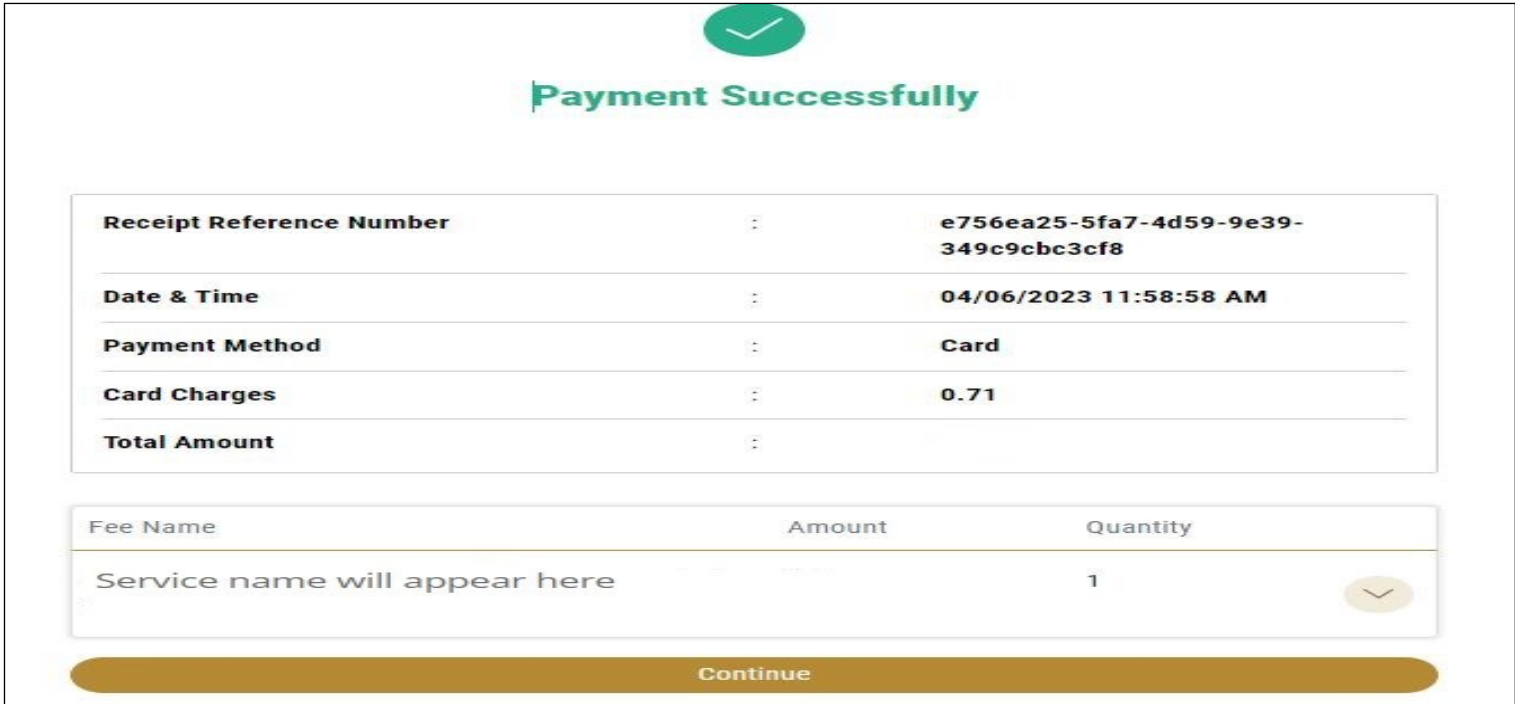 Payment Successfully
Receipt Reference Number : e756ea25-5fa7-4d59-9e39-
349c9cbc3cf8
Date & Time : 04/06/2023 11:58:58 AM
Payment Method : Card
Card Charges : 0.71
Total Amount :
Fee Name Amount Quantity
Service name will appear here 1
Continue